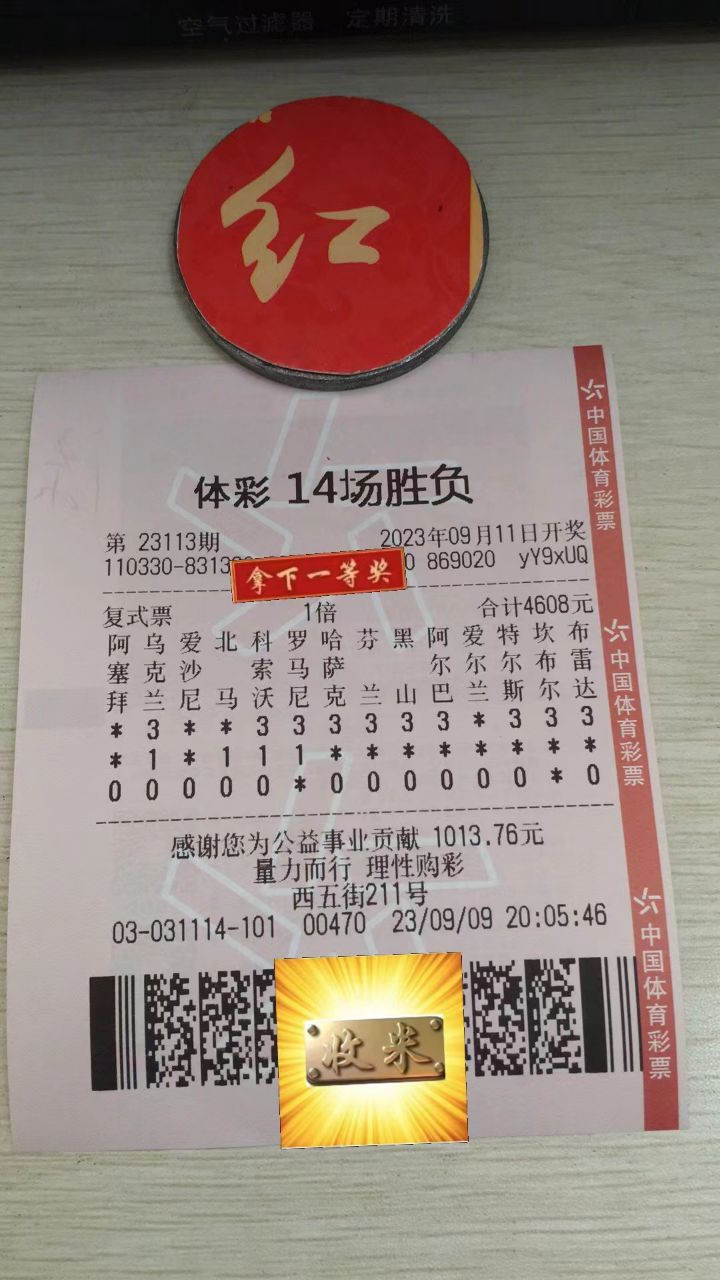 空气过滤器 定期清洗
红
中国体育彩票
体彩 14场胜负
第 23113期 2023年09月11日开奖
110330-8313 0 869020 yY9xUQ
拿下一等奖
复式票 1倍 合计4608元
阿 乌 爱 北 科 罗 哈 芬 黑 阿 爱 特 坎 布
塞 克 沙 索 马 萨 尔 尔 尔 布 雷
拜 兰 尼 马 沃 尼 克 兰 山 巴 兰 斯 尔 达
* 3 * * 3 3 3 3 3 3 * 3 3 3
* 1 * 1 1 1 * * * * * * * *
0 0 0 0 0 * 0 0 0 0 0 0 * 0
中国体育彩票
感谢您为公益事业贡献 1013.76元
量力而行 理性购彩
西五街211号
03-031114-101 00470 23/09/09 20:05:46
中国体育彩票
收米